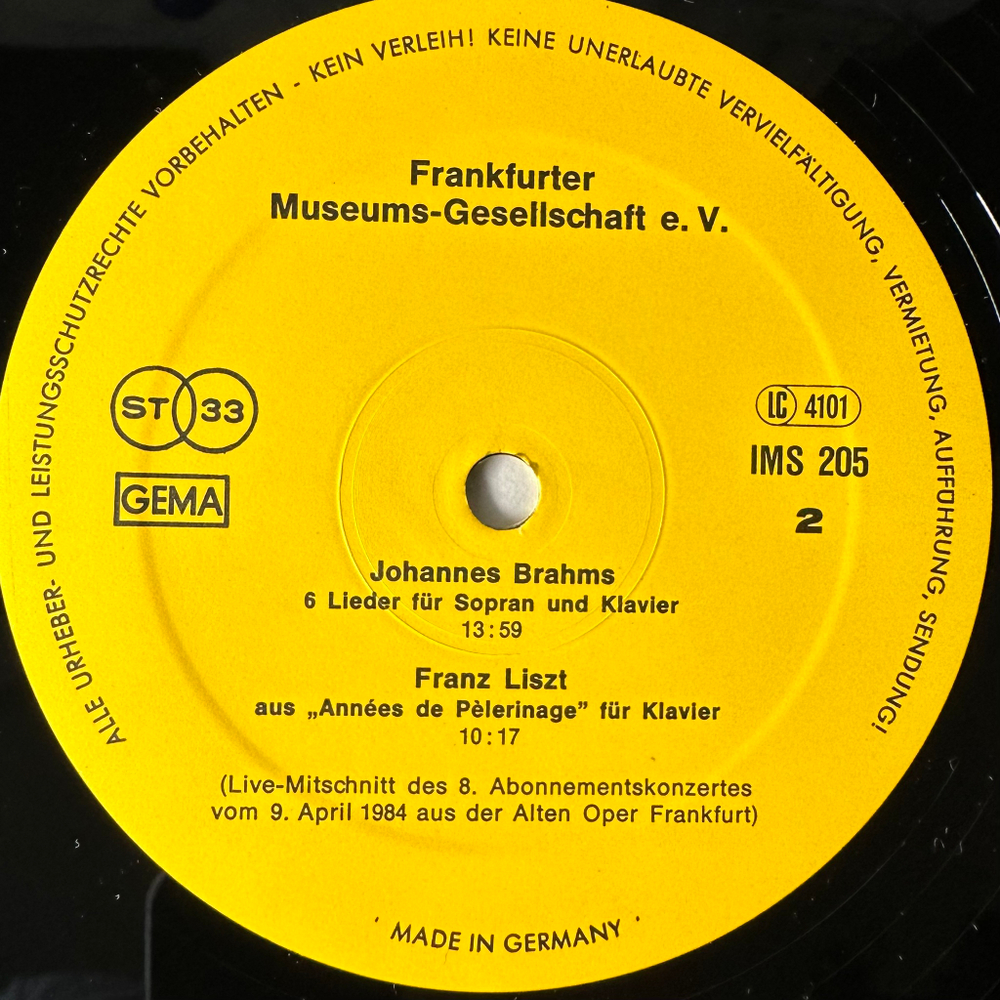 ALLE URHEBER- UND LEISTUNGSSCHUTZRECHTE VORBEHALTEN - KEIN VERLEIH! KEINE UNERLAUBTE VERVIELFÄLTIGUNG, VERMIETUNG, AUFFÜHRUNG, SENDUNG!
Frankfurter
Museums-Gesellschaft e. V.
ST 33
GEMA
LC 4101
IMS 205
2
Johannes Brahms
6 Lieder für Sopran und Klavier
13:59
Franz Liszt
aus „Années de Pèlerinage” für Klavier
10:17
(Live-Mitschnitt des 8. Abonnementskonzertes
vom 9. April 1984 aus der Alten Oper Frankfurt)
MADE IN GERMANY